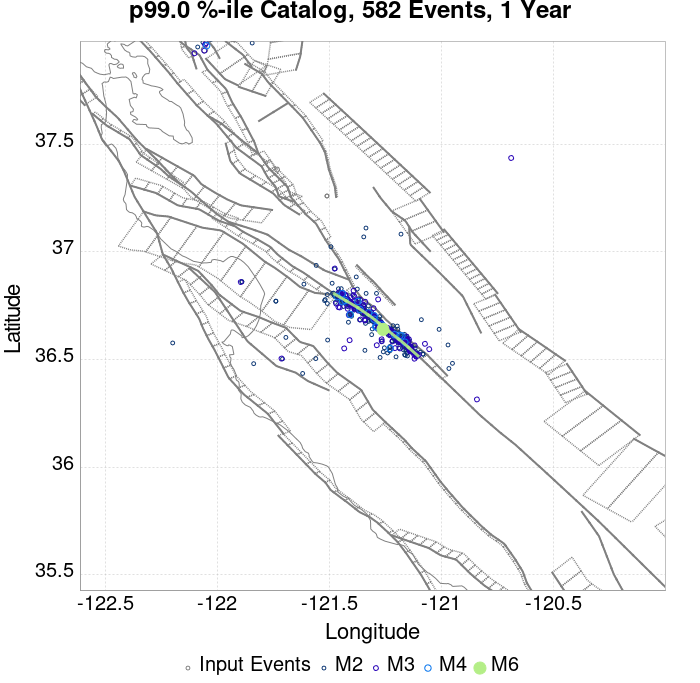 p99.0 %-ile Catalog, 582 Events, 1 Year
37.5
37
36.5
36
35.5
Latitude
-122.5 -122 -121.5 -121 -120.5
Longitude
Input Events M2 M3 M4 M6